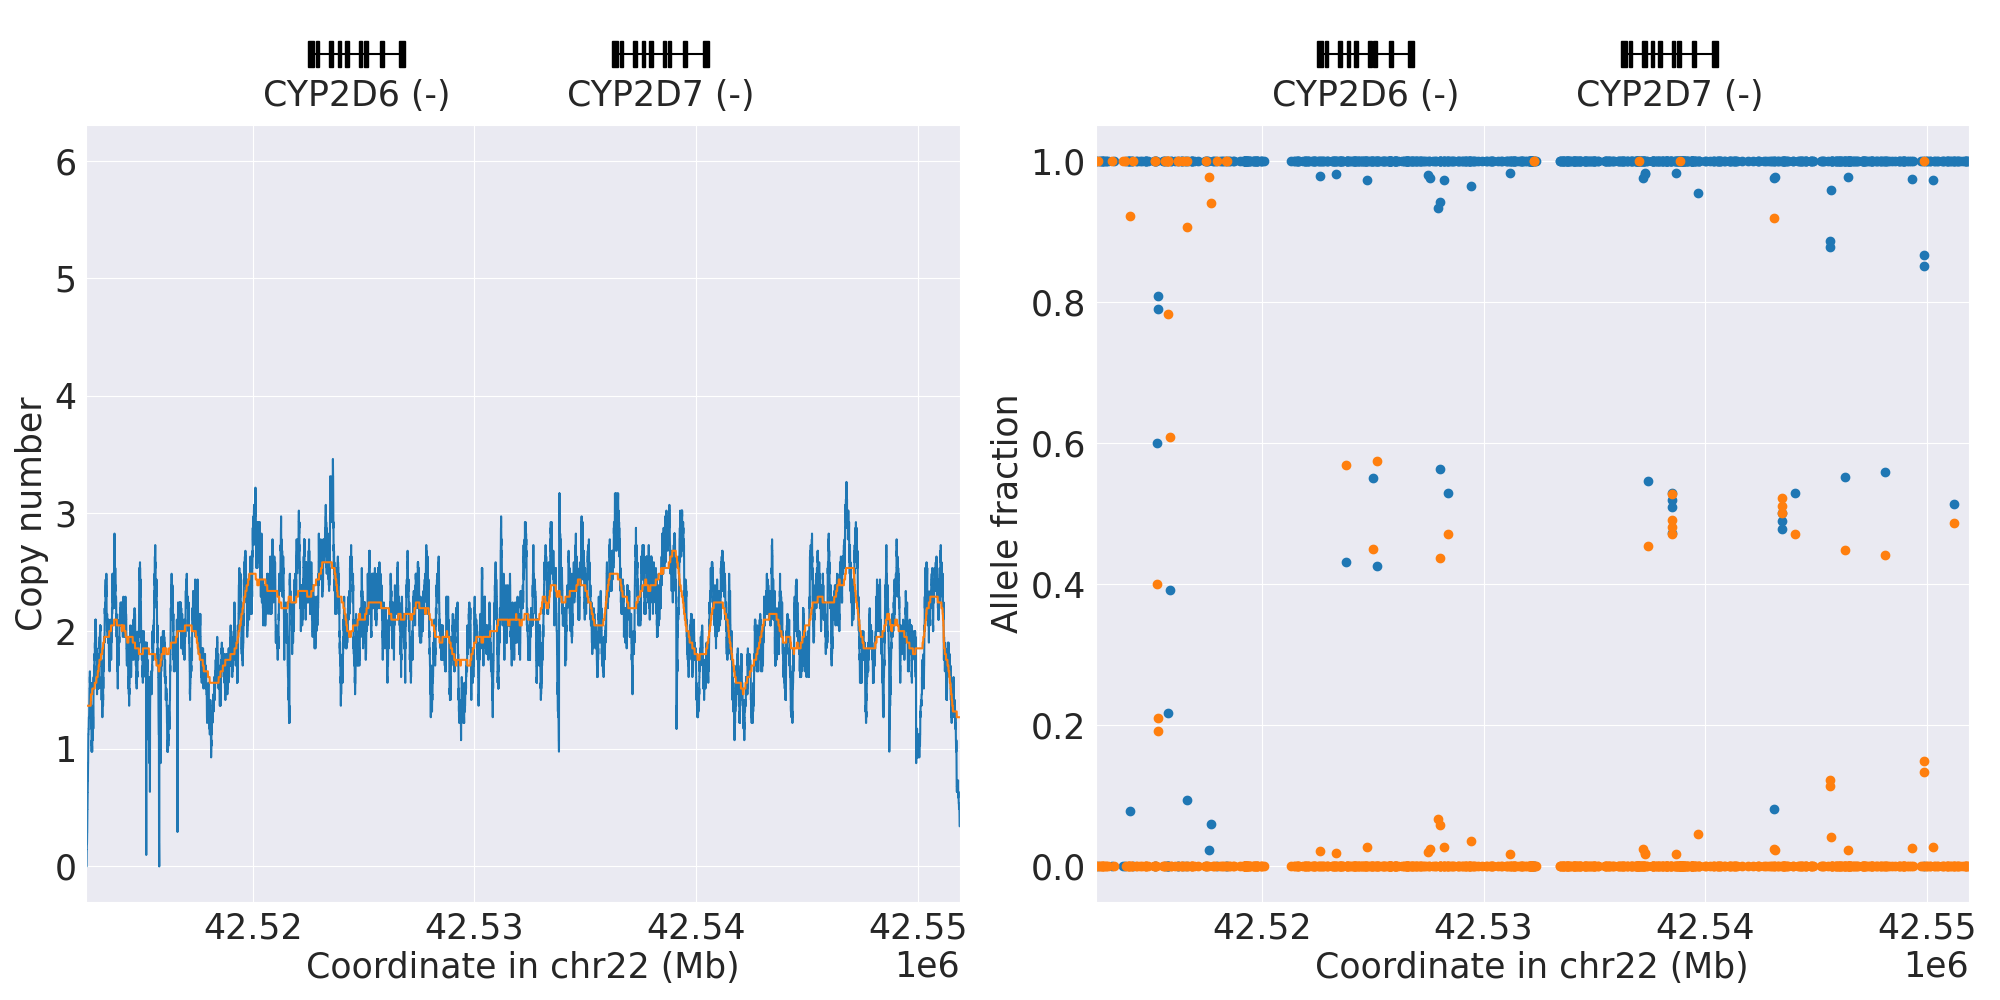 CYP2D6 (-)
CYP2D7 (-)
6
5
4
3
2
1
0
Copy number
42.52
42.53
42.54
42.55
Coordinate in chr22 (Mb)
1e6
CYP2D6 (-)
CYP2D7 (-)
1.0
0.8
0.6
0.4
0.2
0.0
Allele fraction
42.52
42.53
42.54
42.55
Coordinate in chr22 (Mb)
1e6